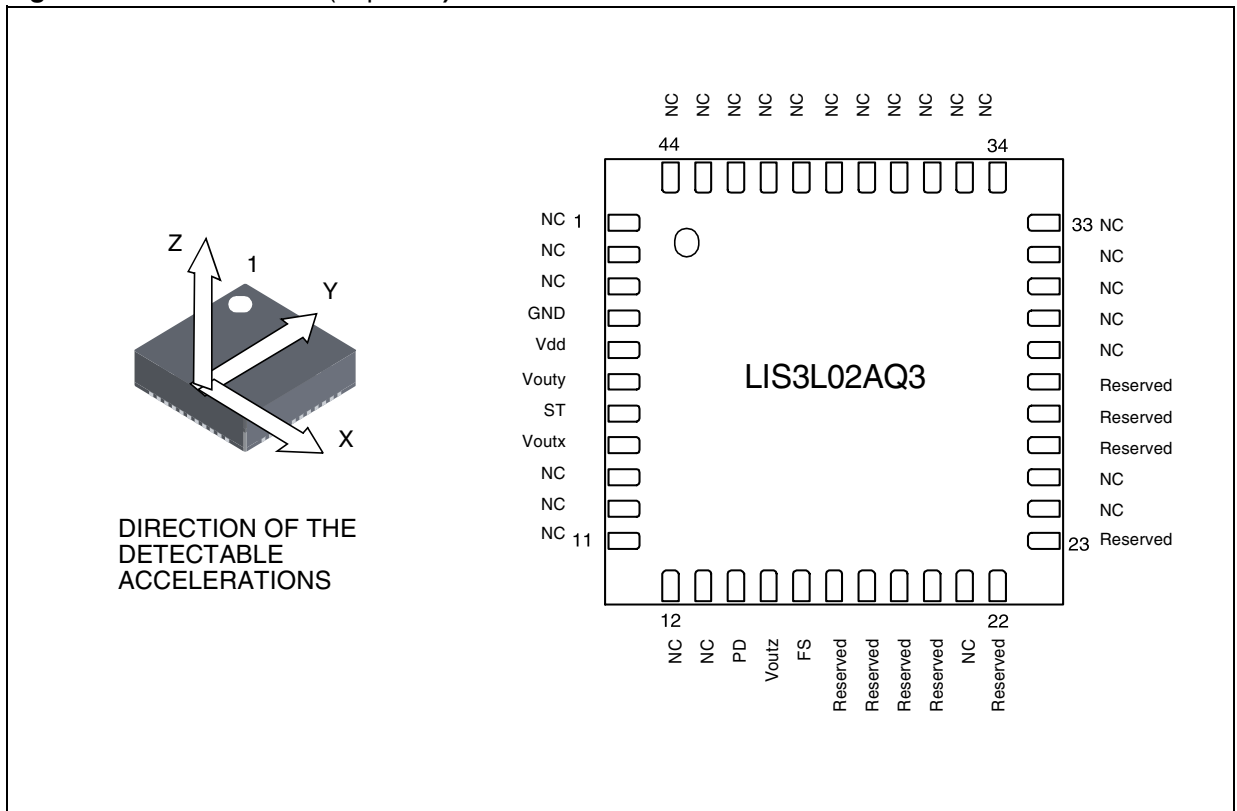 NC NC NC NC NC NC NC NC NC NC NC
44 34
Z
1
Y
X
DIRECTION OF THE
DETECTABLE
ACCELERATIONS
NC 1
NC
NC
GND
Vdd
Vouty
ST
Voutx
NC
NC
NC 11
LIS3L02AQ3
33 NC
NC
NC
NC
NC
Reserved
Reserved
Reserved
NC
NC
23 Reserved
12 22
NC NC PD Voutz FS Reserved Reserved Reserved Reserved NC Reserved